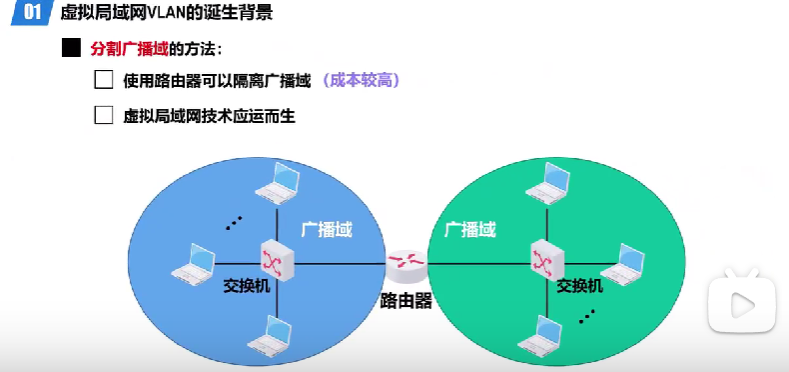 01 虚拟局域网VLAN的诞生背景
分割广播域的方法：
使用路由器可以隔离广播域（成本较高）
虚拟局域网技术应运而生
广播域 广播域
交换机 交换机
路由器